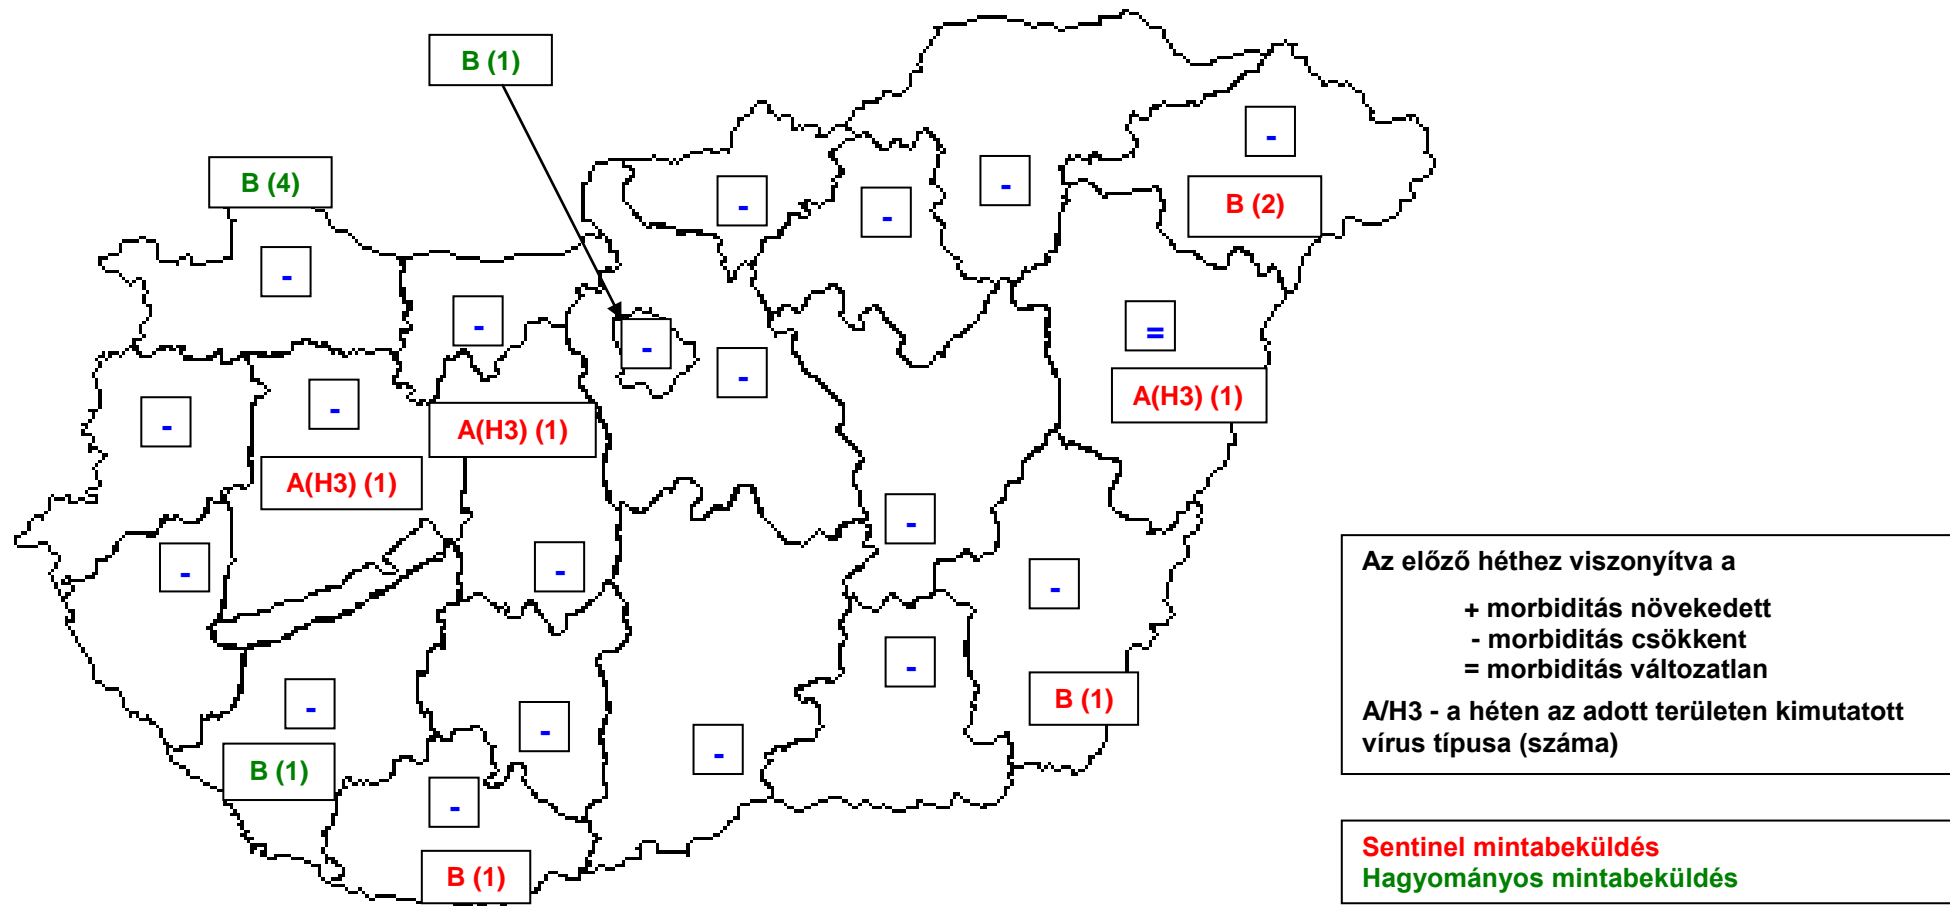 B (1)
B (4)
-
B (2)
-
-
-
-
-
-
=
-
-
A(H3) (1)
-
-
A(H3) (1)
A(H3) (1)
-
-
-
-
-
-
B (1)
-
-
-
B (1)
-
B (1)
Az előző héthez viszonyítva a
+ morbiditás növekedett
- morbiditás csökkent
= morbiditás változatlan
A/H3 - a héten az adott területen kimutatott
vírus típusa (száma)
Sentinel mintabeküldés
Hagyományos mintabeküldés